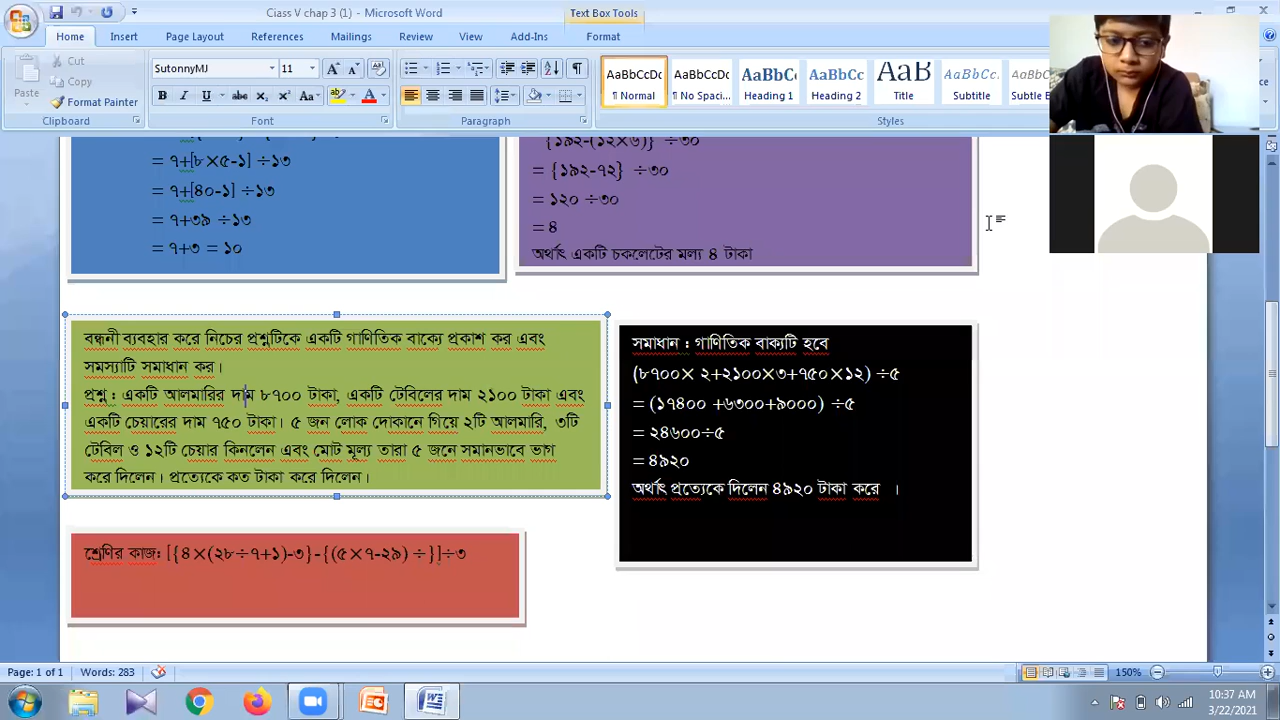 Ciass V chap 3 (1) - Microsoft Word
Text Box Tools
Home Insert Page Layout References Mailings Review View Add-Ins Format
Paste
Cut
Copy
Format Painter
Clipboard
SutonnyMJ 11
Font
Paragraph
AaBbCcDc AaBbCcDc AaBbCc AaBbCc AaB AaBbCc. AaBbCc
¶ Normal ¶ No Spaci... Heading 1 Heading 2 Title Subtitle Subtle E
Styles
= ৭+[৮×৫-১] ÷১৩
= ৭+[৪০-১] ÷১৩
= ৭+৩৯ ÷১৩
= ৭+৩ = ১০
{১৯২-(১২×৬)} ÷৩০
= {১৯২-৭২} ÷৩০
= ১২০ ÷৩০
= ৪
অর্থাৎ একটি চকলেটের মল্য ৪ টাকা
বন্ধনী ব্যবহার করে নিচের প্রশ্নটিকে একটি গাণিতিক বাক্যে প্রকাশ কর এবং
সমস্যাটি সমাধান কর।
প্রশ্ন : একটি আলমারির দাম ৮৭০০ টাকা, একটি টেবিলের দাম ২১০০ টাকা এবং
একটি চেয়ারের দাম ৭৫০ টাকা। ৫ জন লোক দোকানে গিয়ে ২টি আলমারি, ৩টি
টেবিল ও ১২টি চেয়ার কিনলেন এবং মোট মূল্য তারা ৫ জনে সমানভাবে ভাগ
করে দিলেন। প্রত্যেকে কত টাকা করে দিলেন।
সমাধান : গাণিতিক বাক্যটি হবে
(৮৭০০× ২+২১০০×৩+৭৫০×১২) ÷৫
= (১৭৪০০ +৬৩০০+৯০০০) ÷৫
= ২৪৬০০÷৫
= ৪৯২০
অর্থাৎ প্রত্যেকে দিলেন ৪৯২০ টাকা করে ।
শ্রেণির কাজ: [{৪×(২৮÷৭+১)-৩}-{(৫×৭-২৯) ÷}]÷৩
Page: 1 of 1 Words: 283
150%
10:37 AM
3/22/2021